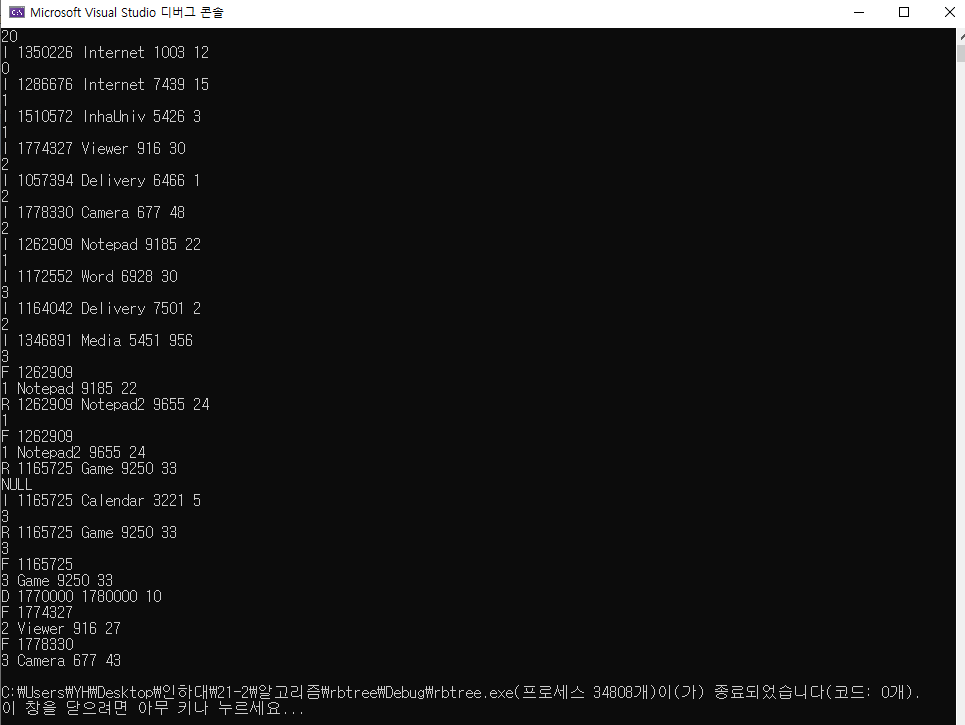 Microsoft Visual Studio 디버그 콘솔
20
I 1350226 Internet 1003 12
0
I 1286676 Internet 7439 15
1
I 1510572 InhaUniv 5426 3
1
I 1774327 Viewer 916 30
2
I 1057394 Delivery 6466 1
2
I 1778330 Camera 677 48
2
I 1262909 Notepad 9185 22
1
I 1172552 Word 6928 30
3
I 1164042 Delivery 7501 2
2
I 1346891 Media 5451 956
3
F 1262909
1 Notepad 9185 22
R 1262909 Notepad2 9655 24
1
F 1262909
1 Notepad2 9655 24
R 1165725 Game 9250 33
NULL
I 1165725 Calendar 3221 5
3
R 1165725 Game 9250 33
3
F 1165725
3 Game 9250 33
D 1770000 1780000 10
F 1774327
2 Viewer 916 27
F 1778330
3 Camera 677 43
C:₩Users₩YH₩Desktop₩인하대₩21-2₩알고리즘₩rbtree₩Debug₩rbtree.exe(프로세스 34808개)이(가) 종료되었습니다(코드: 0개).
이 창을 닫으려면 아무 키나 누르세요...